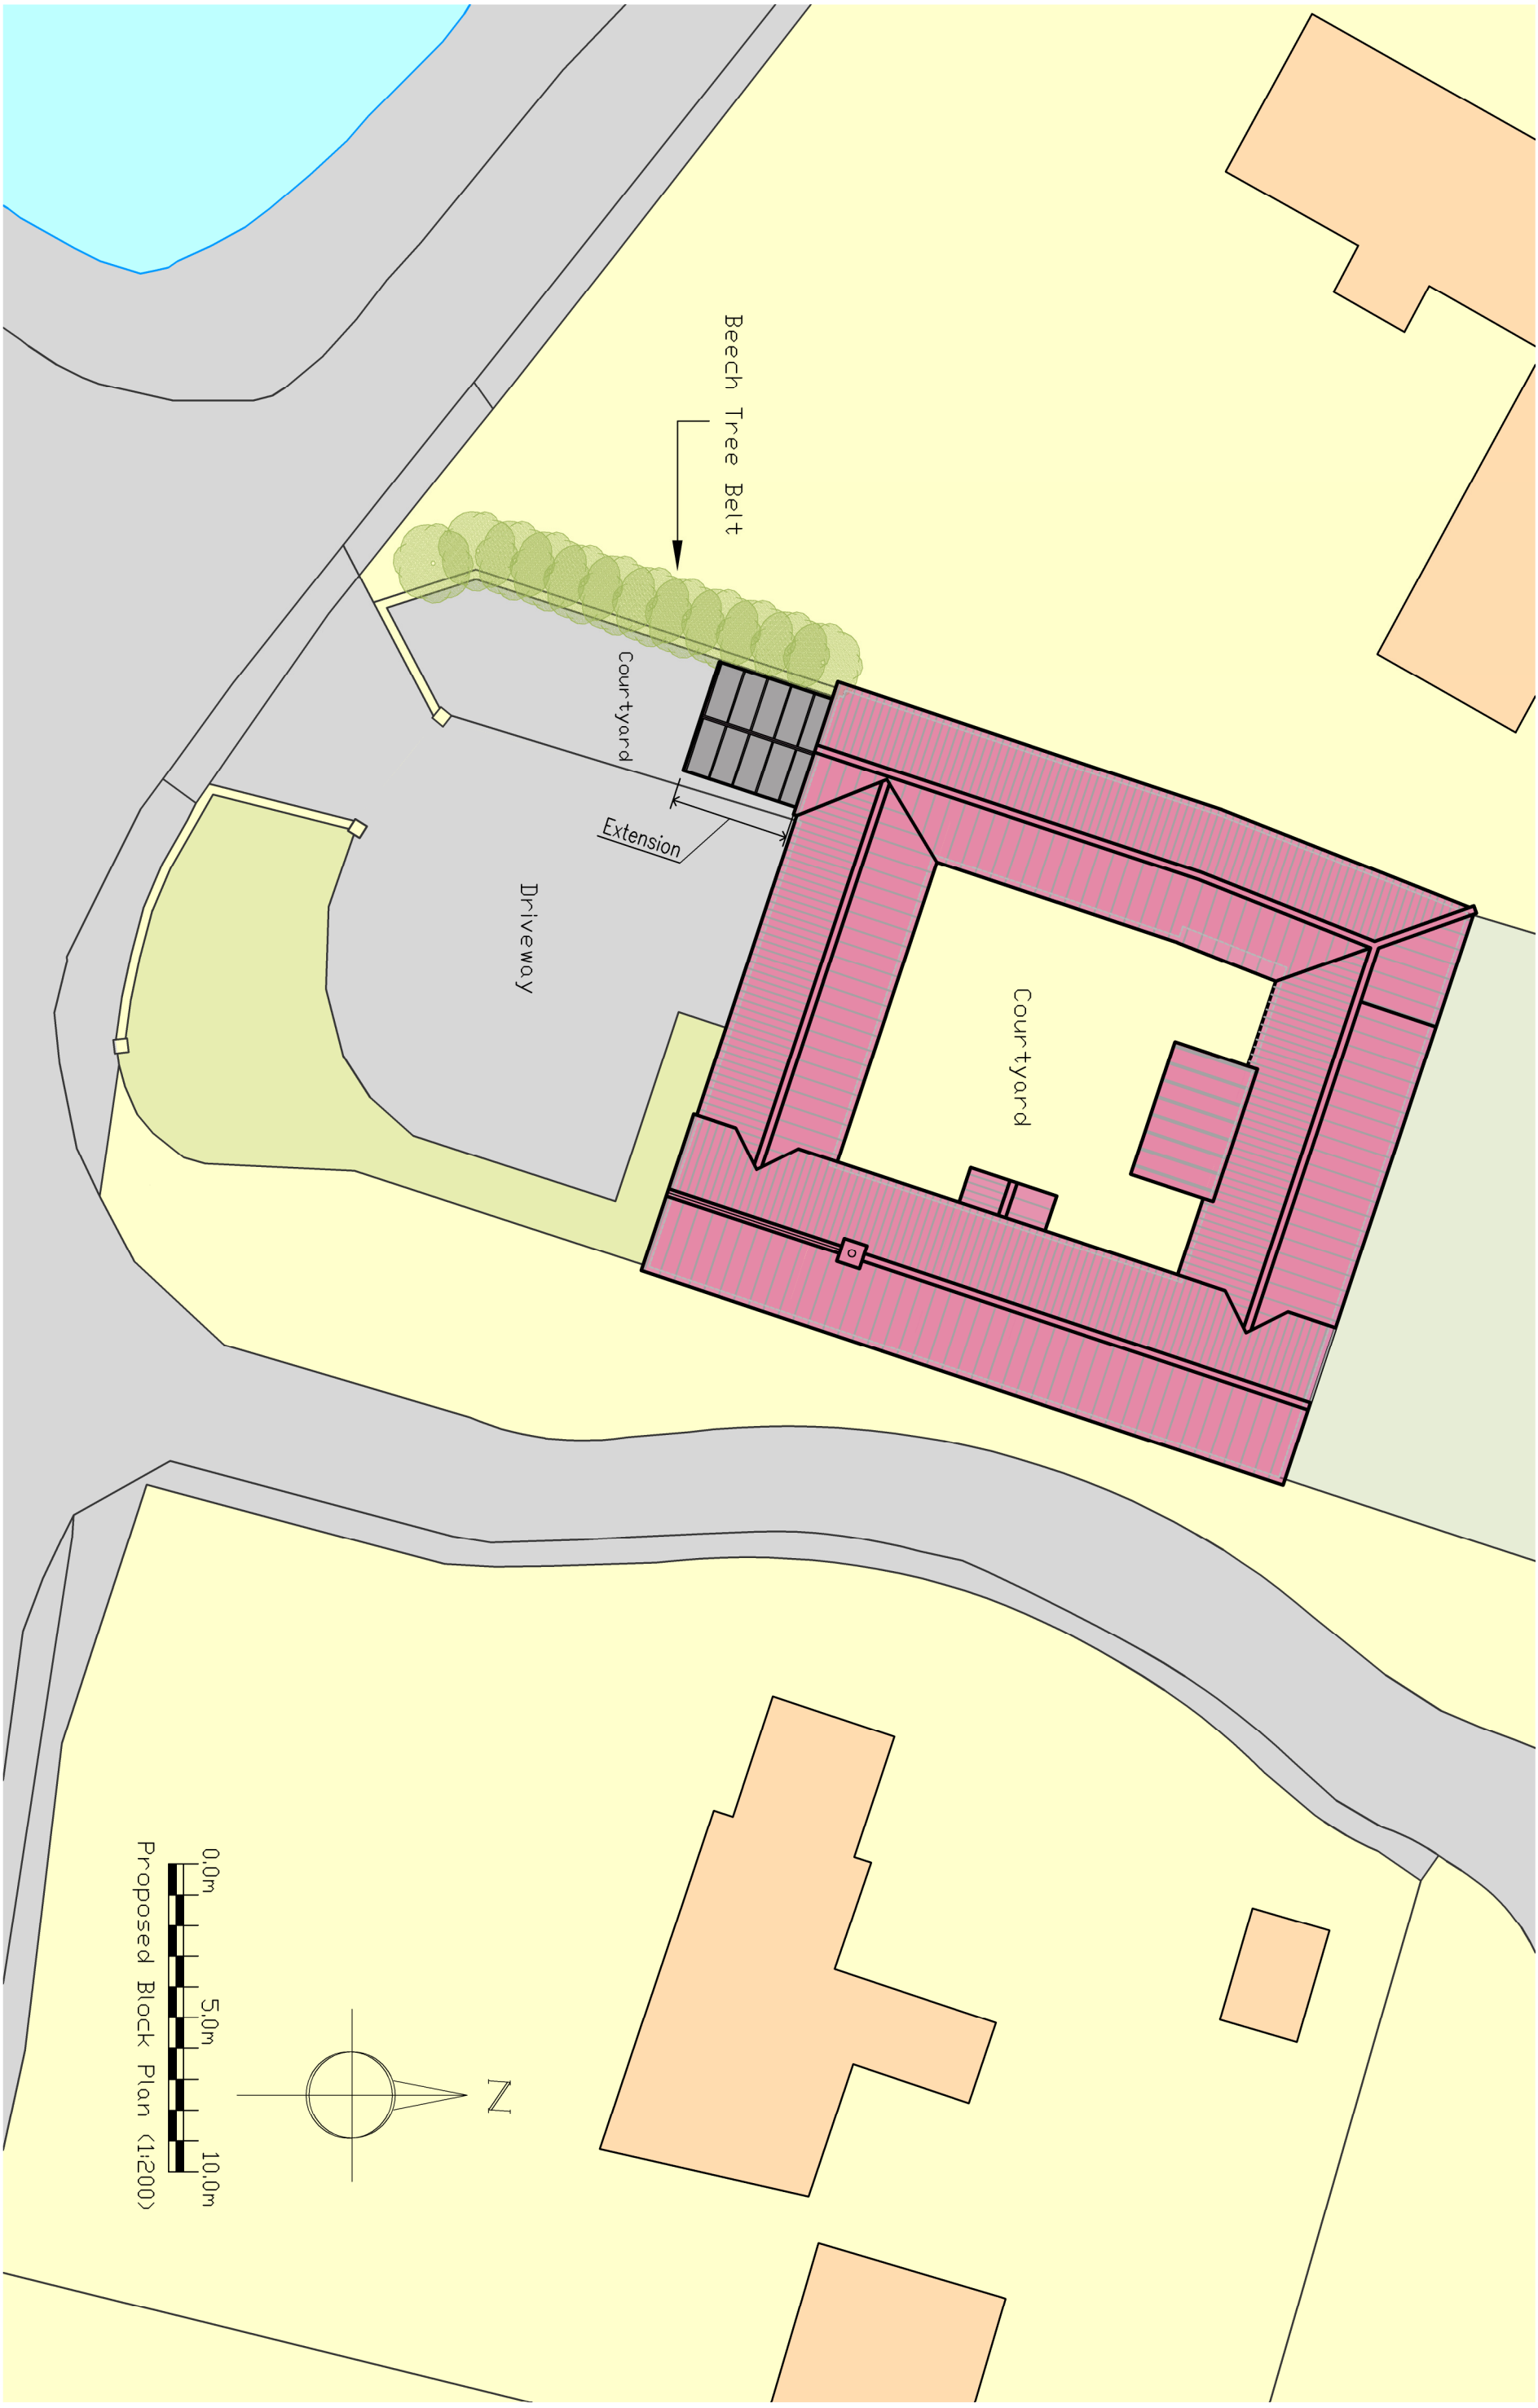 Beech Tree Belt
Courtyard
Extension
Driveway
Courtyard
N
0.0m 5.0m 10.0m
Proposed Block Plan (1:200)